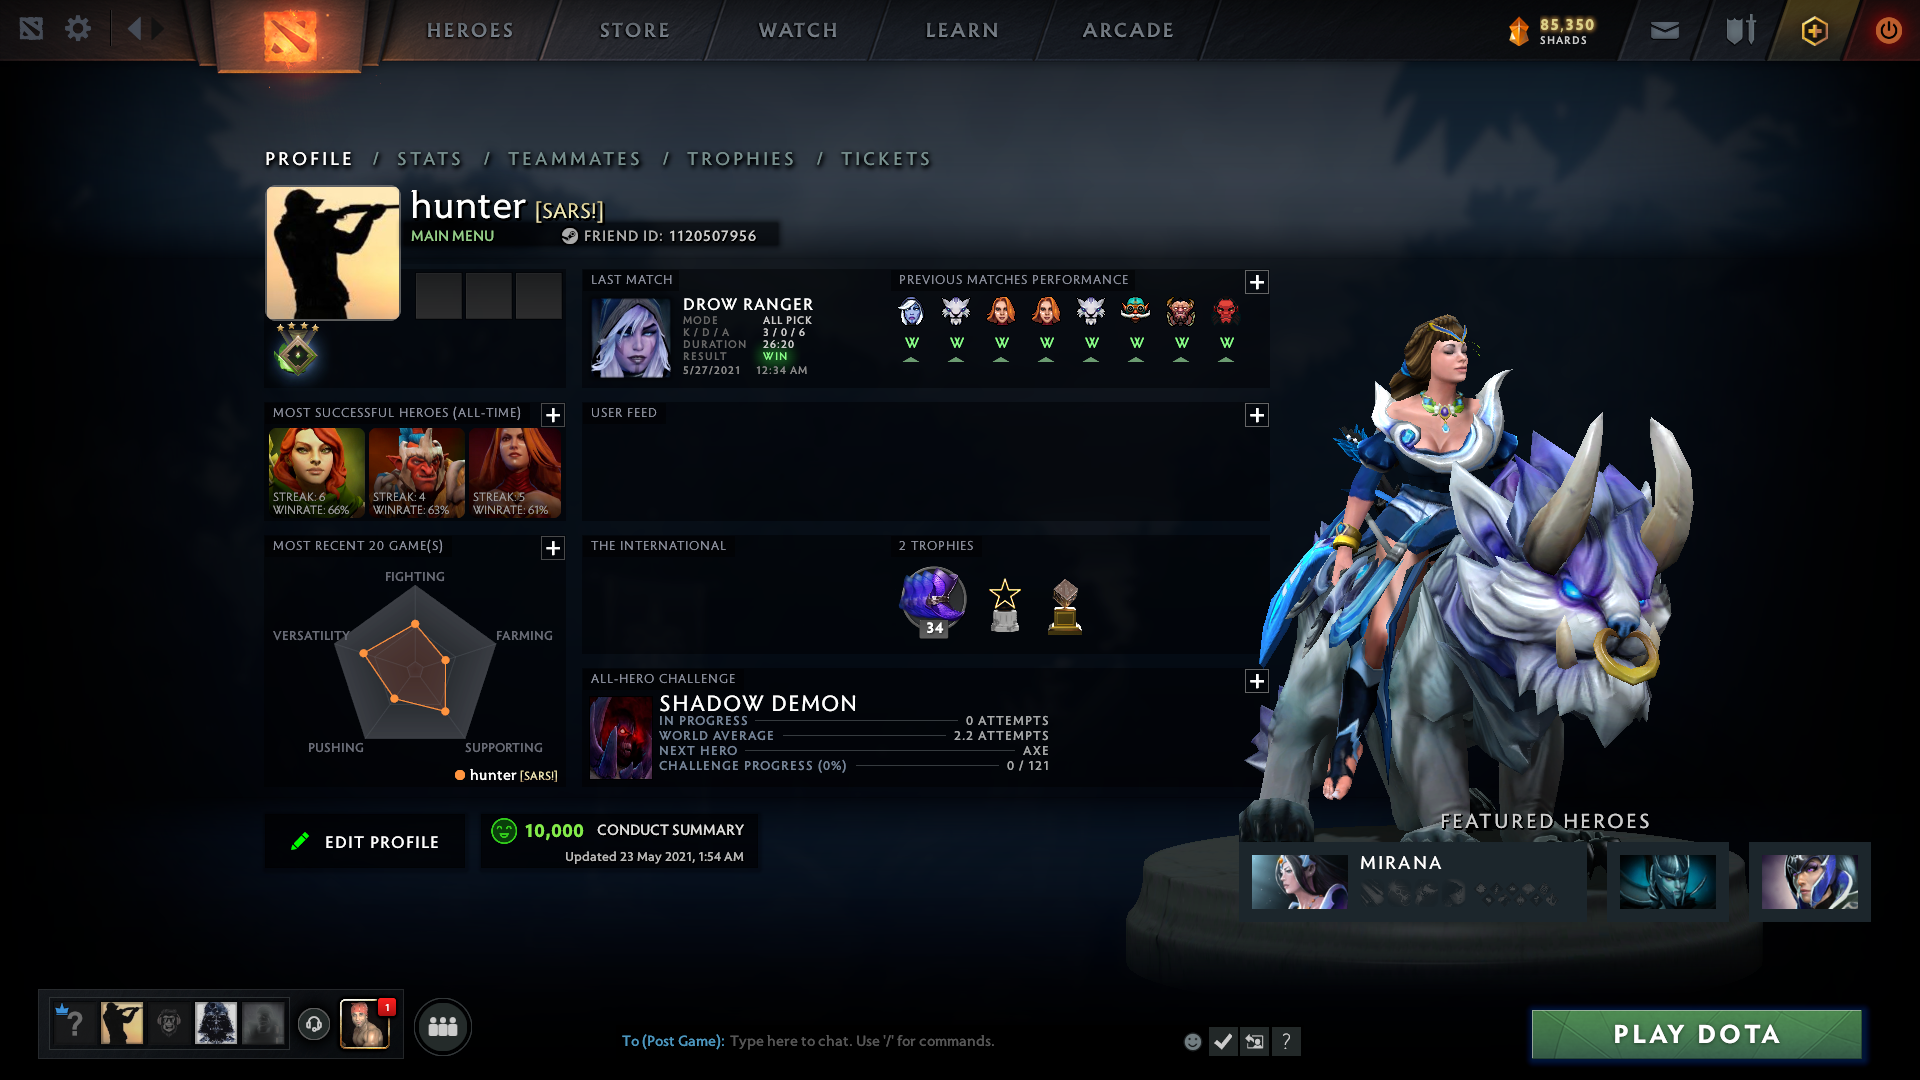 HEROES
STORE
WATCH
LEARN
ARCADE
85,350
SHARDS
PROFILE / STATS / TEAMMATES / TROPHIES / TICKETS
hunter [SARS!]
MAIN MENU
FRIEND ID: 1120507956
LAST MATCH
DROW RANGER
MODE ALL PICK
K / D / A 3 / 0 / 6
DURATION 26:20
RESULT WIN
5/27/2021 12:34 AM
PREVIOUS MATCHES PERFORMANCE
W W W W W W W W
MOST SUCCESSFUL HEROES (ALL-TIME)
STREAK: 6
WINRATE: 66%
STREAK: 4
WINRATE: 63%
STREAK: 5
WINRATE: 61%
USER FEED
MOST RECENT 20 GAME(S)
FIGHTING
VERSATILITY
FARMING
PUSHING
SUPPORTING
hunter [SARS!]
THE INTERNATIONAL
2 TROPHIES
34
ALL-HERO CHALLENGE
SHADOW DEMON
IN PROGRESS 0 ATTEMPTS
WORLD AVERAGE 2.2 ATTEMPTS
NEXT HERO AXE
CHALLENGE PROGRESS (0%) 0 / 121
EDIT PROFILE
10,000 CONDUCT SUMMARY
Updated 23 May 2021, 1:54 AM
FEATURED HEROES
MIRANA
?
1
To (Post Game): Type here to chat. Use '/' for commands.
?
PLAY DOTA